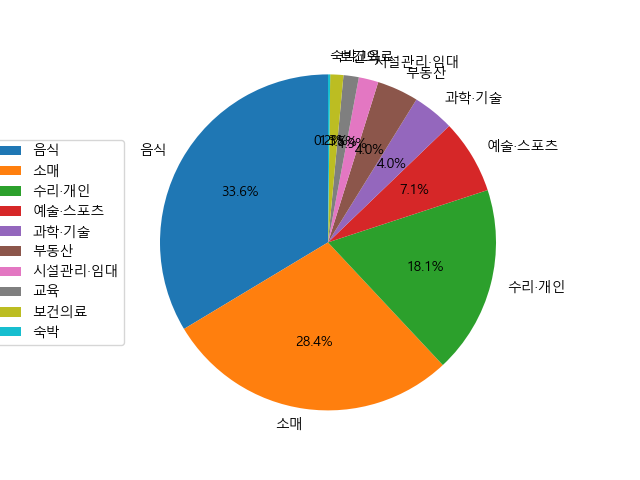 시설관리·임대
부동산
과학·기술
예술·스포츠
음식
33.6%
4.0%
4.0%
7.1%
18.1%
수리·개인
28.4%
소매
음식
소매
수리·개인
예술·스포츠
과학·기술
부동산
시설관리·임대
교육
보건의료
숙박